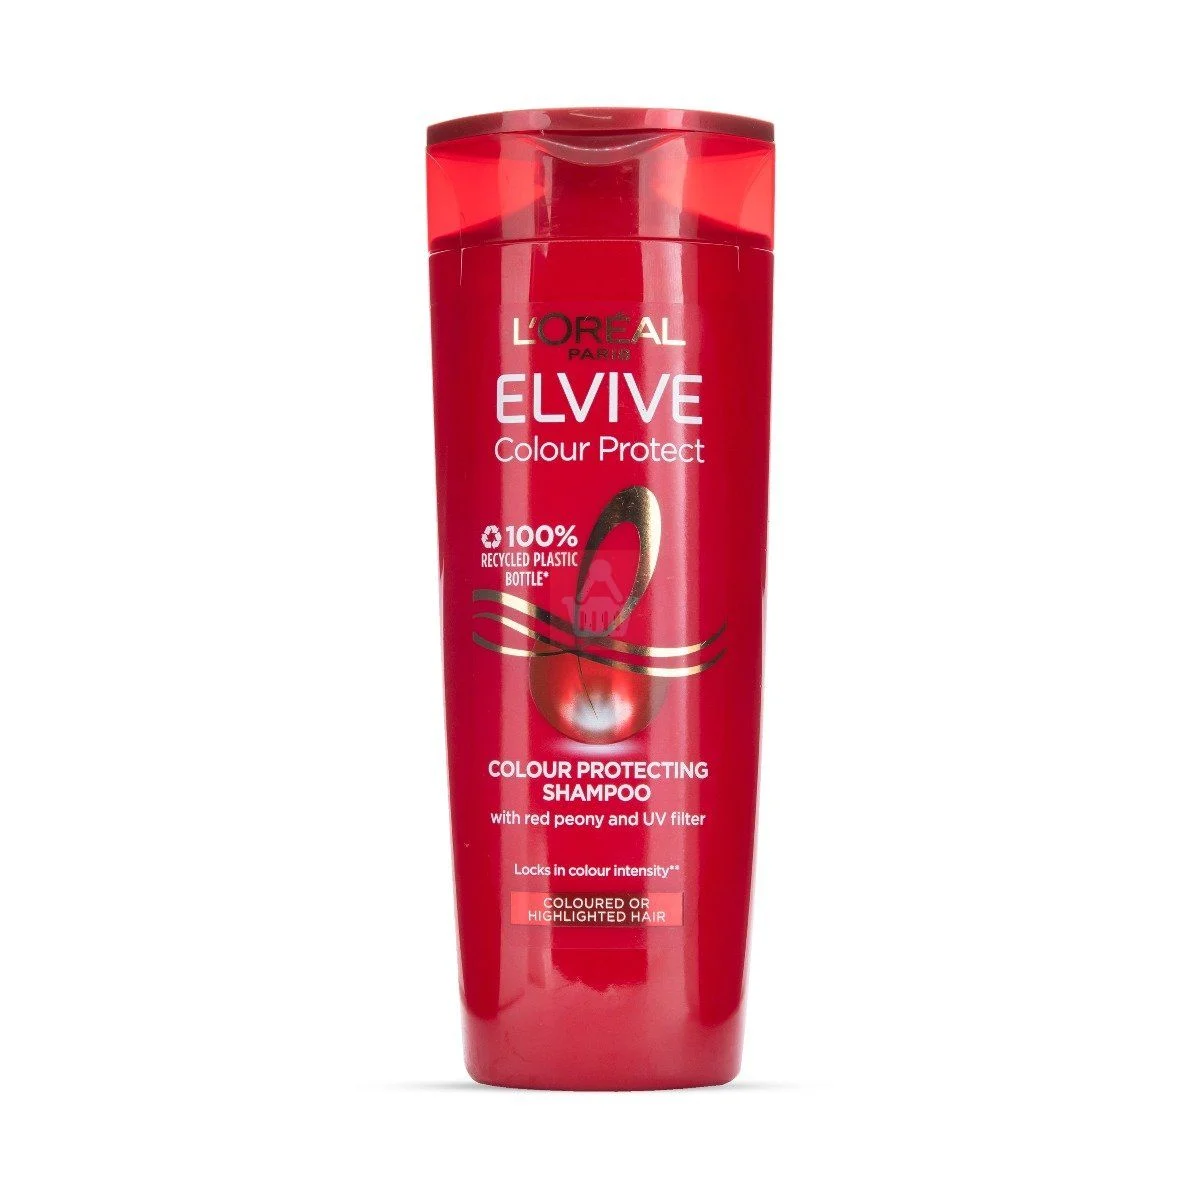 L'ORÉAL
PARIS
ELVIVE
Colour Protect
100%
RECYCLED PLASTIC
BOTTLE*
COLOUR PROTECTING
SHAMPOO
with red peony and UV filter
Locks in colour intensity**
COLOURED OR
HIGHLIGHTED HAIR